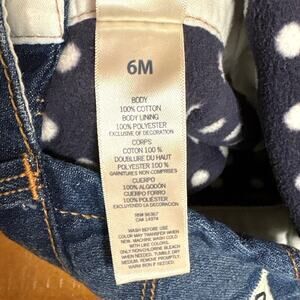 6M
BODY
100% COTTON
BODY LINING
100% POLYESTER
EXCLUSIVE OF DECORATION
CORPS
COTON 100 %
DOUBLURE DU HAUT
POLYESTER 100 %
GARNITURES NON COMPRISES
CUERPO
100% ALGODÓN
CUERPO FORRO
100% POLIÉSTER
EXCLUYENDO LA DECORACIÓN
CA# 14974
WASH BEFORE USE
COLOR MAY TRANSFER WHEN
NEW. MACHINE WASH COLD
WITH LIKE COLORS.
ONLY NON-CHLORINE BLEACH
WHEN NEEDED. TUMBLE DRY
MEDIUM. REMOVE PROMPTLY.
WARM IRON IF NEEDED.